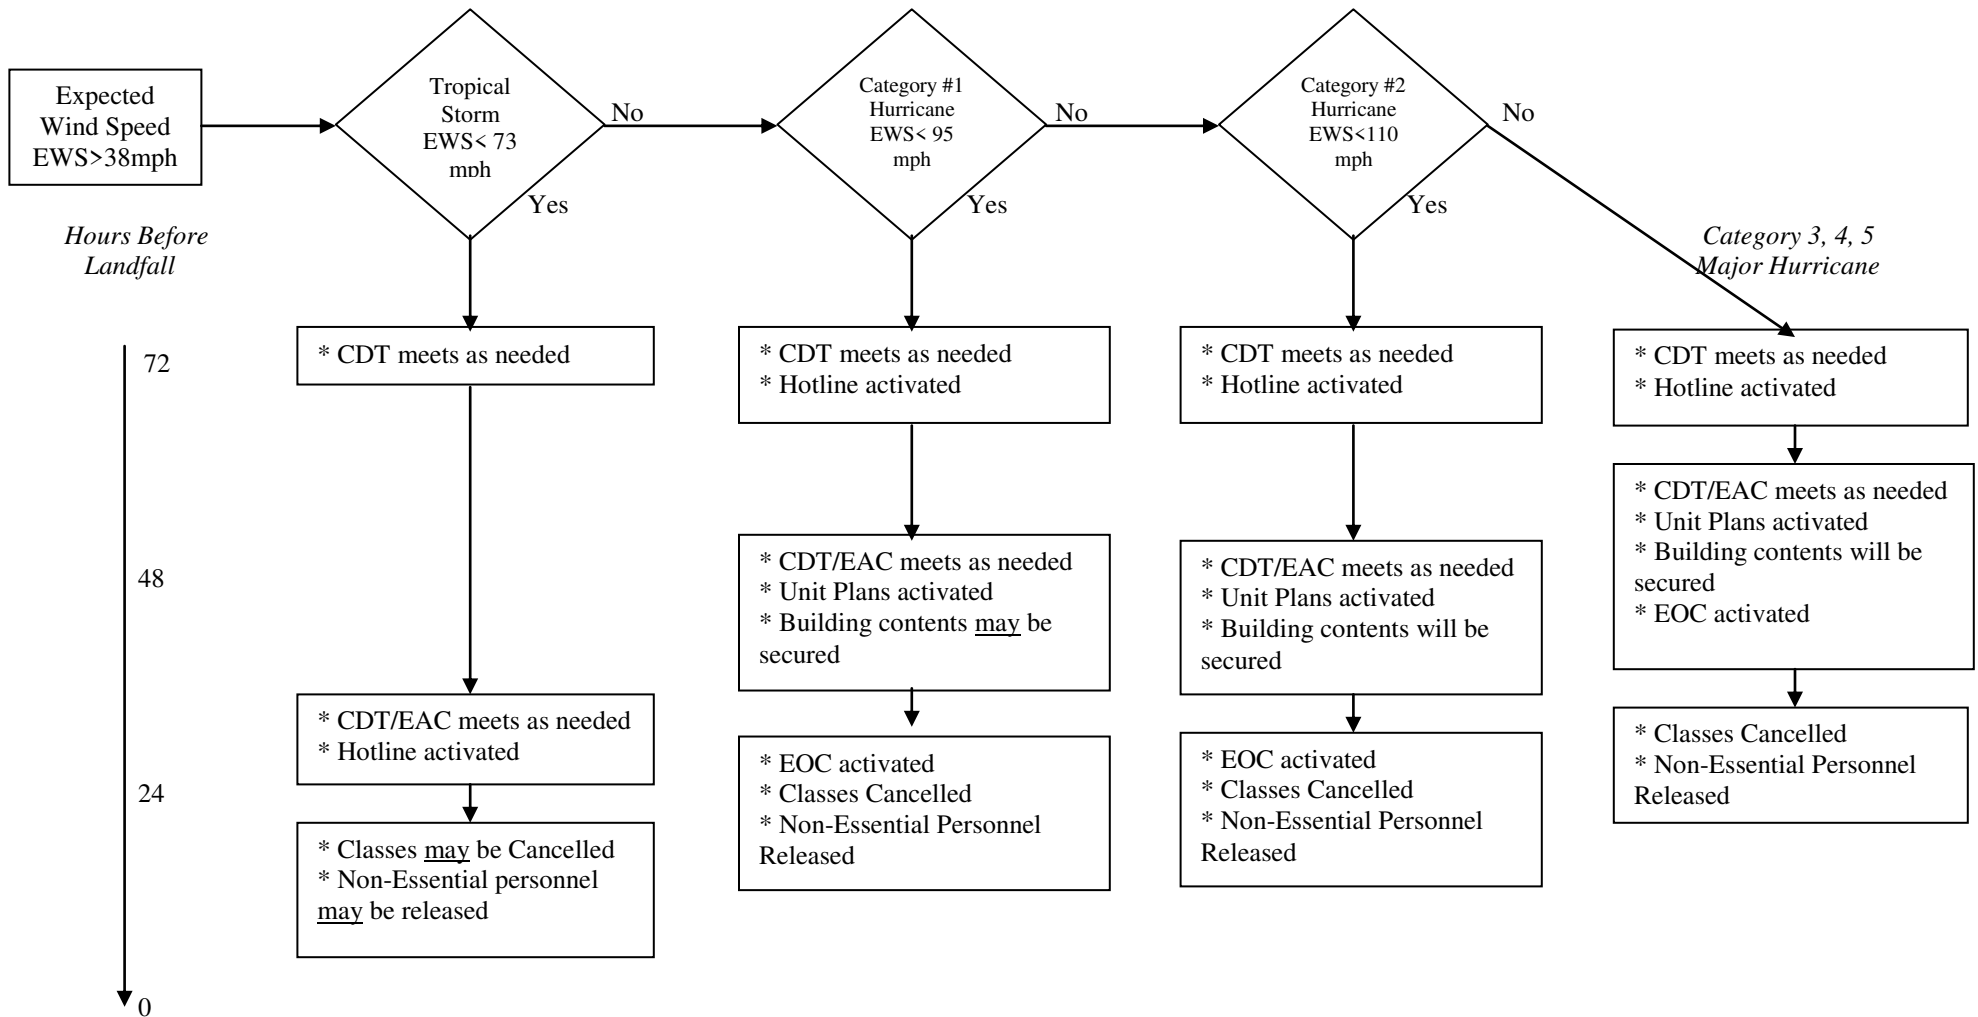 Expected
Wind Speed
EWS>38mph
Tropical
Storm
EWS< 73
mph
No
Yes
Category #1
Hurricane
EWS< 95
mph
No
Yes
Category #2
Hurricane
EWS<110
mph
No
Yes
Hours Before
Landfall
Category 3, 4, 5
Major Hurricane
72
48
24
0
* CDT meets as needed
* CDT/EAC meets as needed
* Hotline activated
* Classes may be Cancelled
* Non-Essential personnel
may be released
* CDT meets as needed
* Hotline activated
* CDT/EAC meets as needed
* Unit Plans activated
* Building contents may be
secured
* EOC activated
* Classes Cancelled
* Non-Essential Personnel
Released
* CDT meets as needed
* Hotline activated
* CDT/EAC meets as needed
* Unit Plans activated
* Building contents will be
secured
* EOC activated
* Classes Cancelled
* Non-Essential Personnel
Released
* CDT meets as needed
* Hotline activated
* CDT/EAC meets as needed
* Unit Plans activated
* Building contents will be
secured
* EOC activated
* Classes Cancelled
* Non-Essential Personnel
Released